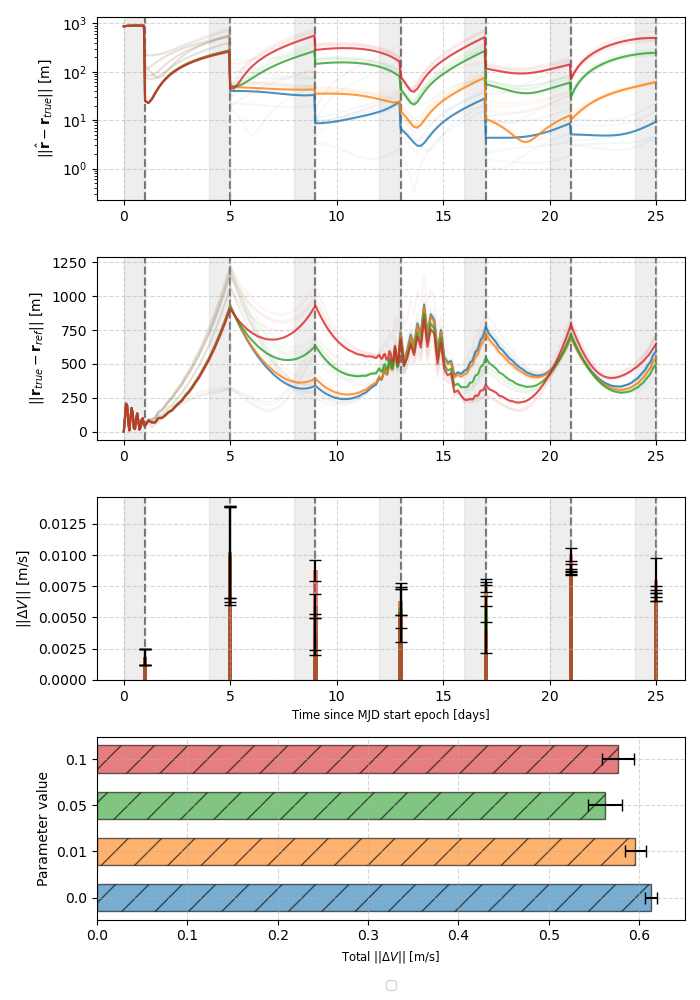 10³
10²
10¹
10⁰
||r̂ − r_true|| [m]
0 5 10 15 20 25
1250
1000
750
500
250
0
||r_true − r_ref|| [m]
0 5 10 15 20 25
0.0125
0.0100
0.0075
0.0050
0.0025
0.0000
||ΔV|| [m/s]
0 5 10 15 20 25
Time since MJD start epoch [days]
0.1
0.05
0.01
0.0
Parameter value
0.0 0.1 0.2 0.3 0.4 0.5 0.6
Total ||ΔV|| [m/s]